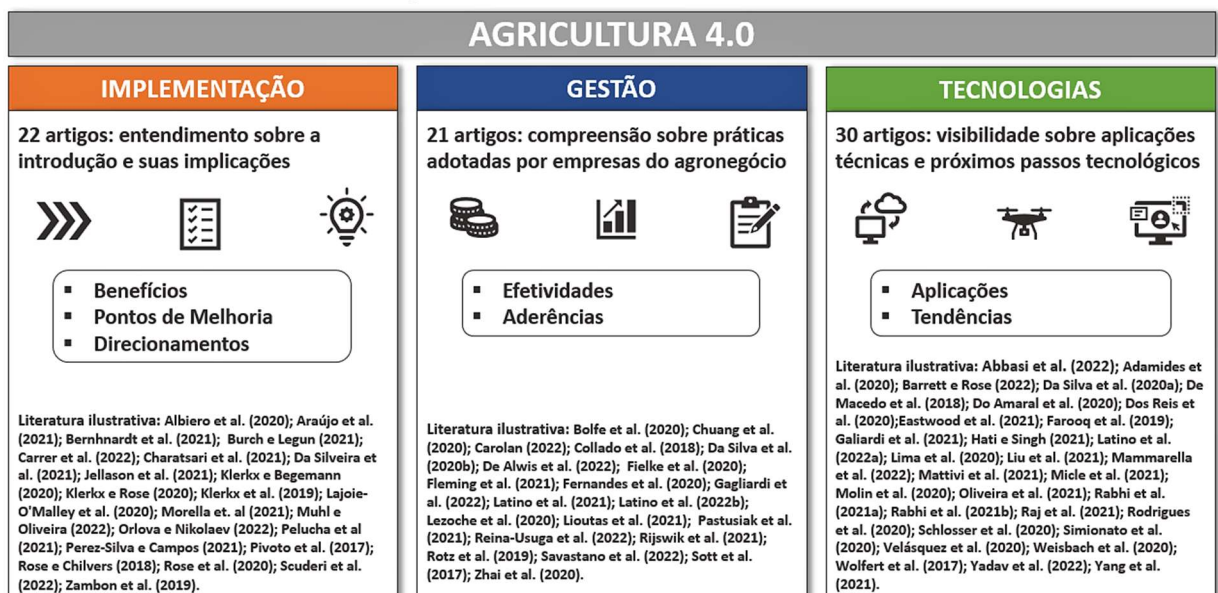 AGRICULTURA 4.0
IMPLEMENTAÇÃO
22 artigos: entendimento sobre a
introdução e suas implicações
▪ Benefícios
▪ Pontos de Melhoria
▪ Direcionamentos
Literatura ilustrativa: Albiero et al. (2020); Araújo et al.
(2021); Bernhnardt et al. (2021); Burch e Legun (2021);
Carrer et al. (2022); Charatsari et al. (2021); Da Silveira et
al. (2021); Jellason et al. (2021); Klerkx e Begemann
(2020); Klerkx e Rose (2020); Klerkx et al. (2019); Lajoie-
O'Malley et al. (2020); Morella et. al (2021); Muhl e
Oliveira (2022); Orlova e Nikolaev (2022); Pelucha et al
(2021); Perez-Silva e Campos (2021); Pivoto et al. (2017);
Rose e Chilvers (2018); Rose et al. (2020); Scuderi et al.
(2022); Zambon et al. (2019).
GESTÃO
21 artigos: compreensão sobre práticas
adotadas por empresas do agronegócio
▪ Efetividades
▪ Aderências
Literatura ilustrativa: Bolfe et al. (2020); Chuang et al.
(2020); Carolan (2022); Collado et al. (2018); Da Silva et al.
(2020b); De Alwis et al. (2022); Fielke et al. (2020);
Fleming et al. (2021); Fernandes et al. (2020); Gagliardi et
al. (2022); Latino et al. (2021); Latino et al. (2022b);
Lezoche et al. (2020); Lioutas et al. (2021); Pastusiak et al.
(2021); Reina-Usuga et al. (2022); Rijswik et al. (2021);
Rotz et al. (2019); Savastano et al. (2022); Sott et al.
(2017); Zhai et al. (2020).
TECNOLOGIAS
30 artigos: visibilidade sobre aplicações
técnicas e próximos passos tecnológicos
▪ Aplicações
▪ Tendências
Literatura ilustrativa: Abbasi et al. (2022); Adamides et
al. (2020); Barrett e Rose (2022); Da Silva et al. (2020a); De
Macedo et al. (2018); Do Amaral et al. (2020); Dos Reis et
al. (2020);Eastwood et al. (2021); Farooq et al. (2019);
Galiardi et al. (2021); Hati e Singh (2021); Latino et al.
(2022a); Lima et al. (2020); Liu et al. (2021); Mammarella
et al. (2022); Mattivi et al. (2021); Micle et al. (2021);
Molin et al. (2020); Oliveira et al. (2021); Rabhi et al.
(2021a); Rabhi et al. (2021b); Raj et al. (2021); Rodrigues
et al. (2020); Schlosser et al. (2020); Simionato et al.
(2020); Velásquez et al. (2020); Weisbach et al. (2020);
Wolfert et al. (2017); Yadav et al. (2022); Yang et al.
(2021).